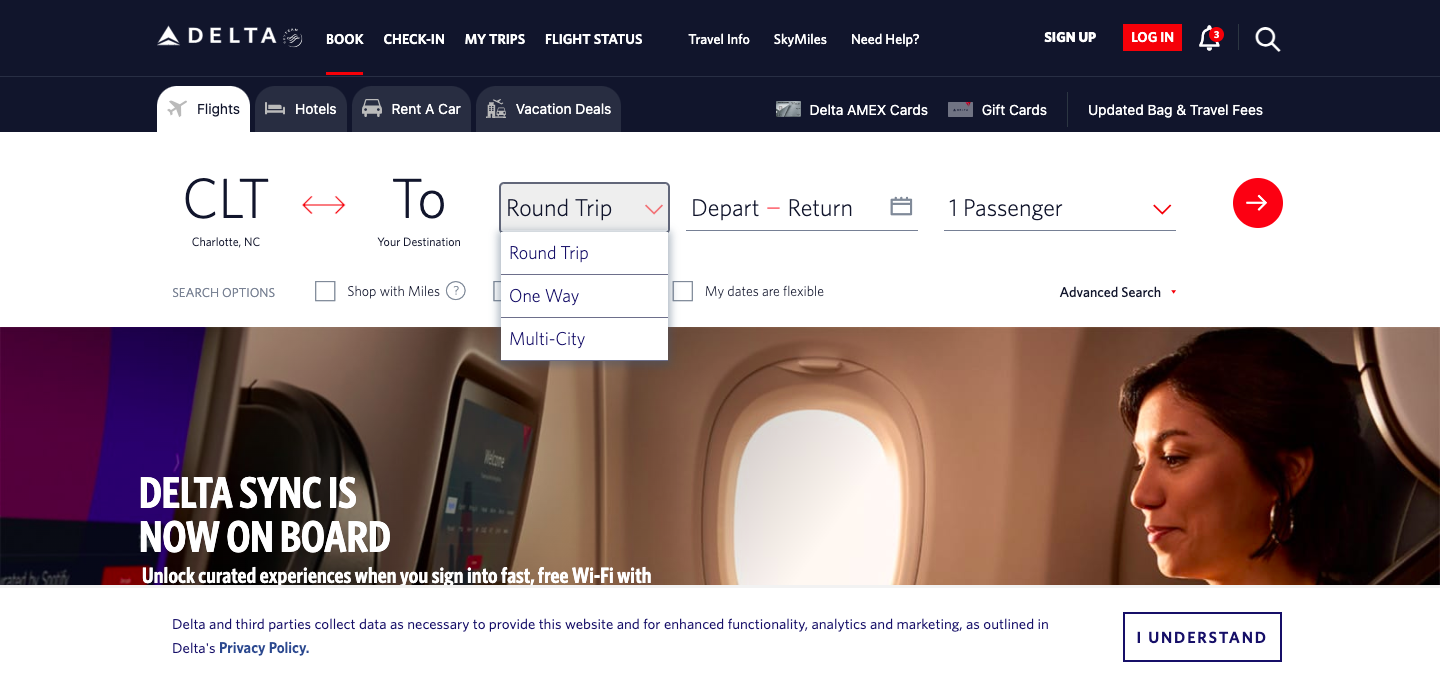 DELTA
BOOK
CHECK-IN
MY TRIPS
FLIGHT STATUS
Travel Info
SkyMiles
Need Help?
SIGN UP
LOG IN
3
Flights
Hotels
Rent A Car
Vacation Deals
Delta AMEX Cards
Gift Cards
Updated Bag & Travel Fees
CLT
Charlotte, NC
To
Your Destination
Round Trip
Depart – Return
1 Passenger
Round Trip
One Way
Multi-City
SEARCH OPTIONS
Shop with Miles
?
My dates are flexible
Advanced Search
Welcome
DELTA SYNC IS
NOW ON BOARD
Unlock curated experiences when you sign into fast, free Wi-Fi with
by Spotify
Delta and third parties collect data as necessary to provide this website and for enhanced functionality, analytics and marketing, as outlined in
Delta's Privacy Policy.
I UNDERSTAND